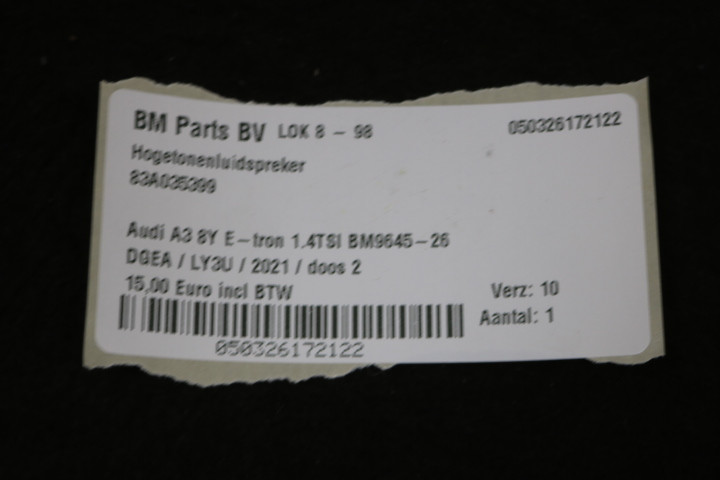 BM Parts BV LOK 8 - 98 050326172122
Hogetonenluidspreker
83A035399
Audi A3 8Y E-tron 1.4TSI BM9645-26
DGEA / LY3U / 2021 / doos 2
15,00 Euro incl BTW Verz: 10
Aantal: 1
050326172122